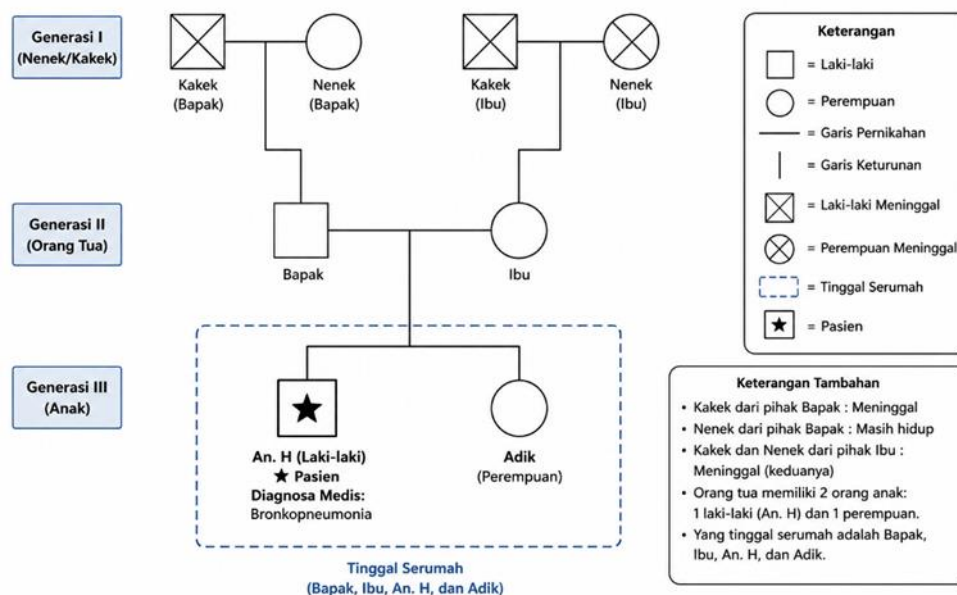 Generasi I
(Nenek/Kakek)
Kakek
(Bapak)
Nenek
(Bapak)
Kakek
(Ibu)
Nenek
(Ibu)
Generasi II
(Orang Tua)
Bapak
Ibu
Generasi III
(Anak)
An. H (Laki-laki)
★ Pasien
Diagnosa Medis:
Bronkopneumonia
Adik
(Perempuan)
Tinggal Serumah
(Bapak, Ibu, An. H, dan Adik)
Keterangan
= Laki-laki
= Perempuan
= Garis Pernikahan
= Garis Keturunan
= Laki-laki Meninggal
= Perempuan Meninggal
= Tinggal Serumah
= Pasien
Keterangan Tambahan
• Kakek dari pihak Bapak : Meninggal
• Nenek dari pihak Bapak : Masih hidup
• Kakek dan Nenek dari pihak Ibu :
Meninggal (keduanya)
• Orang tua memiliki 2 orang anak:
1 laki-laki (An. H) dan 1 perempuan.
• Yang tinggal serumah adalah Bapak,
Ibu, An. H, dan Adik.